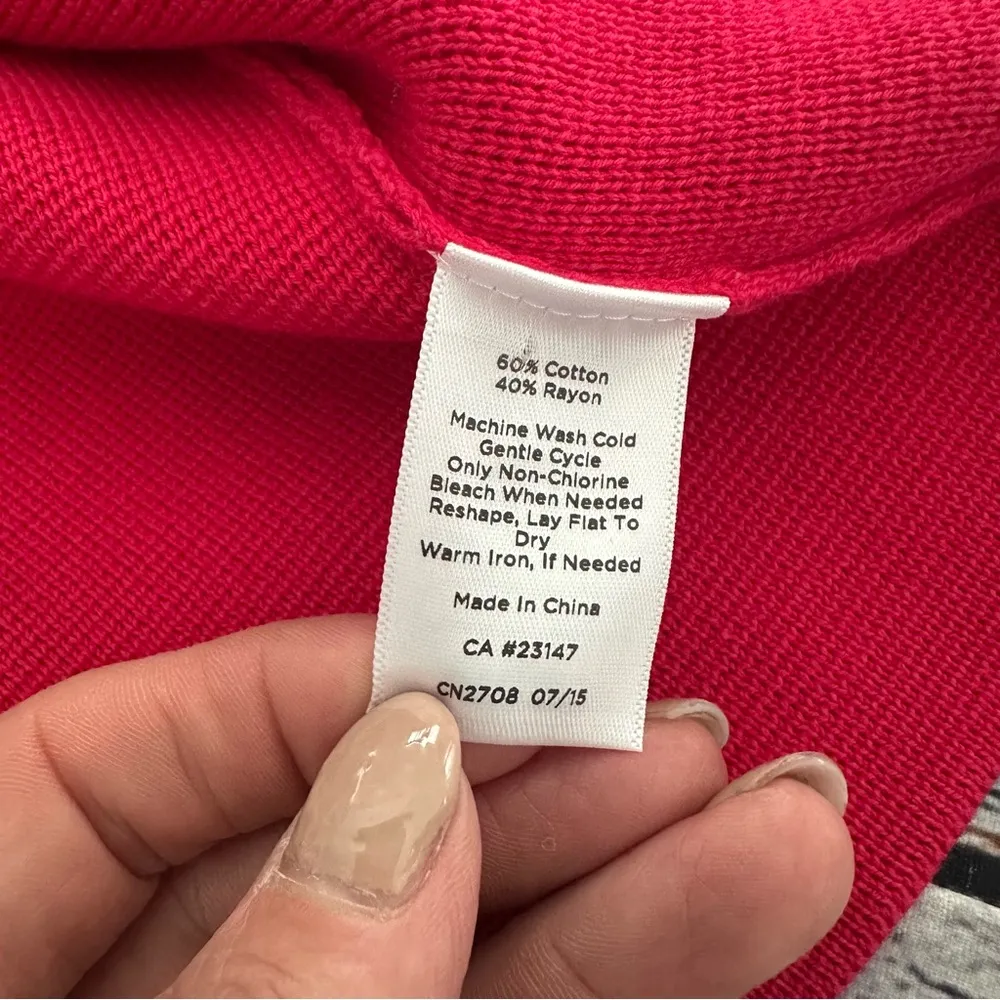 60% Cotton
40% Rayon
Machine Wash Cold
Gentle Cycle
Only Non-Chlorine
Bleach When Needed
Reshape, Lay Flat To
Dry
Warm Iron, If Needed
Made In China
CA #23147
CN2708 07/15